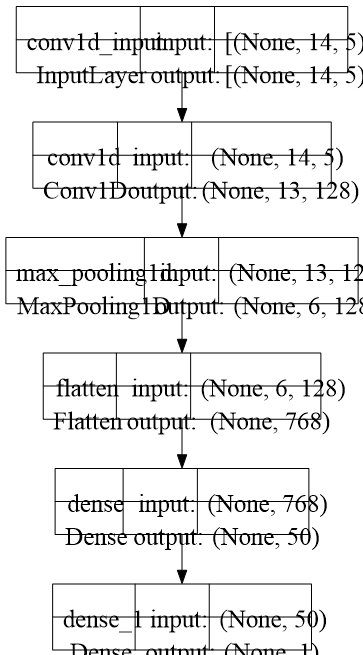 conv1d_input input: [(None, 14, 5)
InputLayer output: [(None, 14, 5)
conv1d input: (None, 14, 5)
Conv1D output: (None, 13, 128)
max_pooling1d input: (None, 13, 12
MaxPooling1D output: (None, 6, 128
flatten input: (None, 6, 128)
Flatten output: (None, 768)
dense input: (None, 768)
Dense output: (None, 50)
dense_1 input: (None, 50)
Dense output: (None, 1)